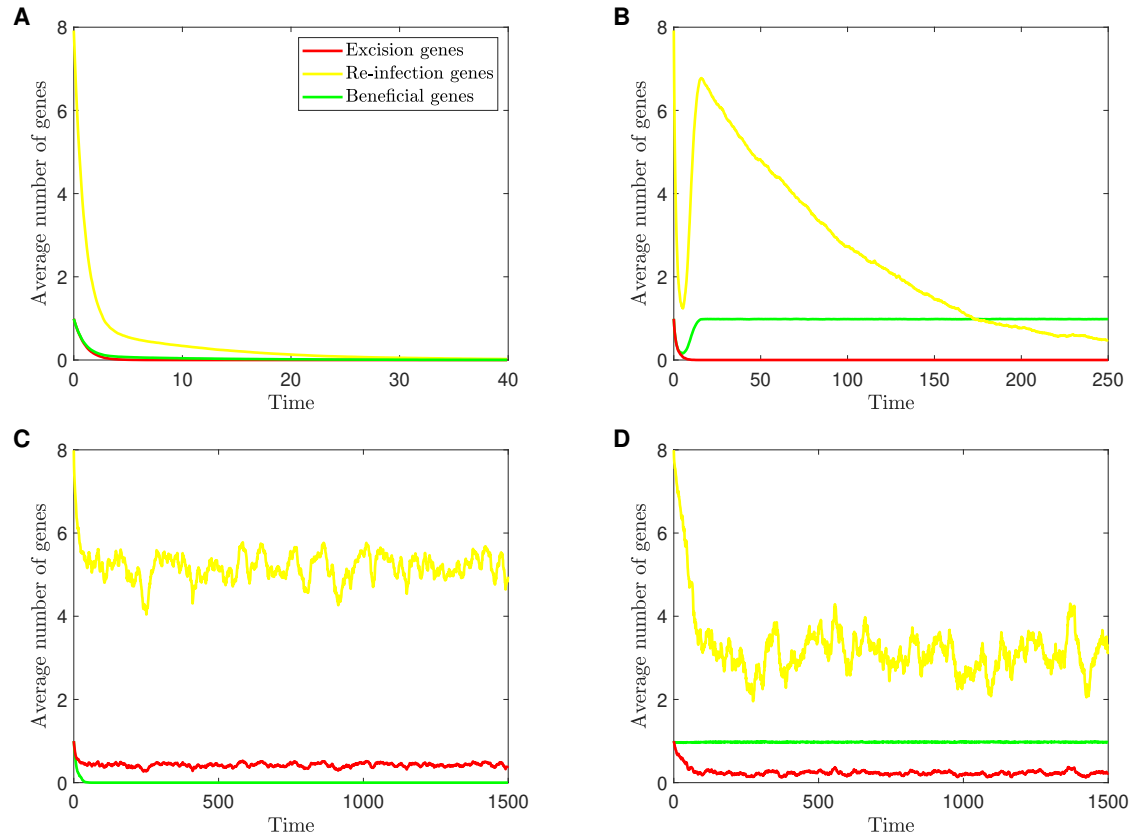 A
8
6
4
2
0
Average number of genes
Excision genes
Re-infection genes
Beneficial genes
0 10 20 30 40
Time
B
8
6
4
2
0
Average number of genes
0 50 100 150 200 250
Time
C
8
6
4
2
0
Average number of genes
0 500 1000 1500
Time
D
8
6
4
2
0
Average number of genes
0 500 1000 1500
Time